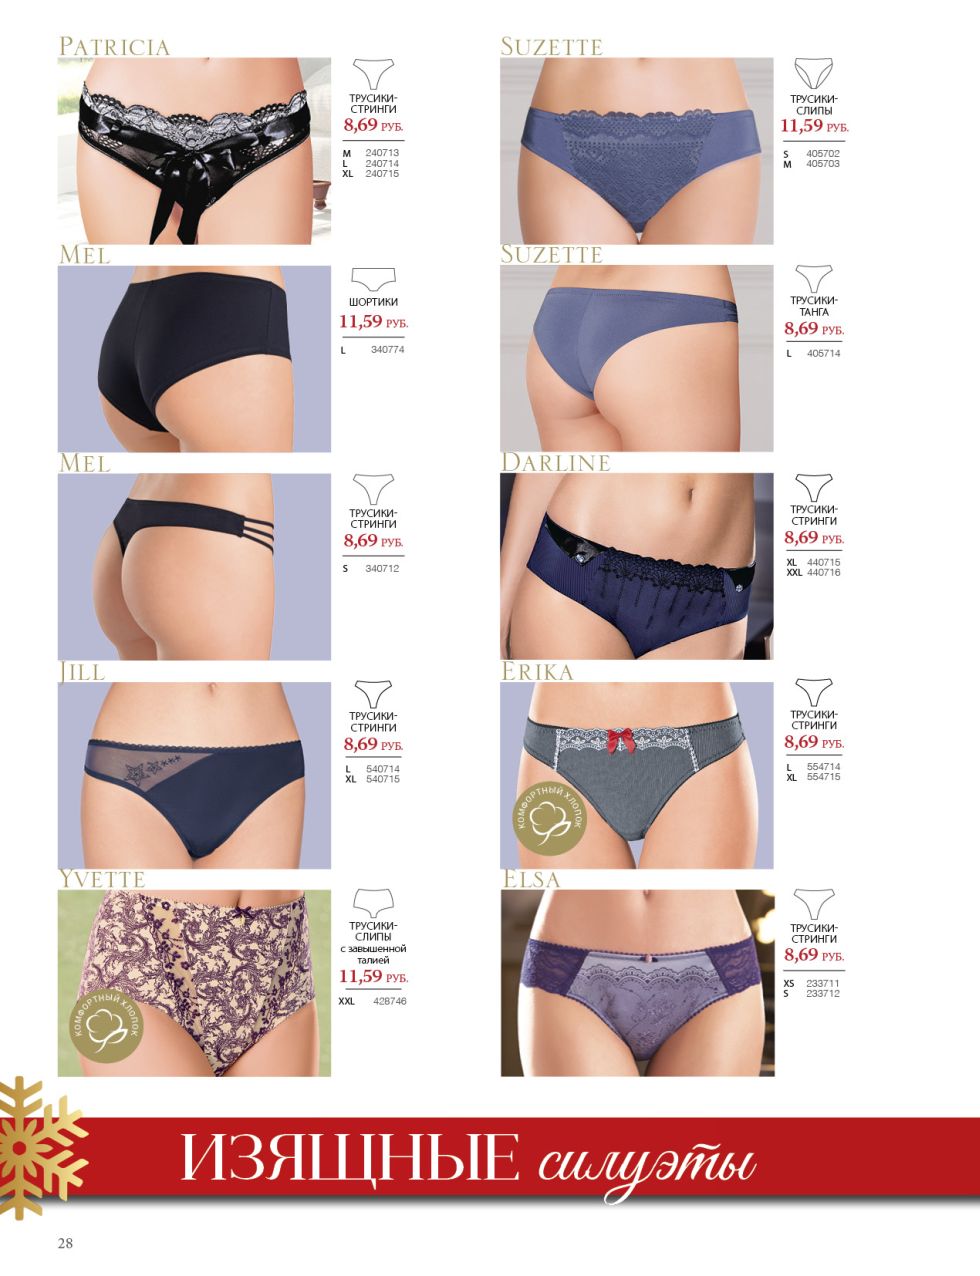 PATRICIA
ТРУСИКИ-
СТРИНГИ
8,69 РУБ.
M 240713
L 240714
XL 240715
SUZETTE
ТРУСИКИ-
СЛИПЫ
11,59 РУБ.
S 405702
M 405703
MEL
ШОРТИКИ
11,59 РУБ.
L 340774
SUZETTE
ТРУСИКИ-
ТАНГА
8,69 РУБ.
L 405714
MEL
ТРУСИКИ-
СТРИНГИ
8,69 РУБ.
S 340712
DARLINE
ТРУСИКИ-
СТРИНГИ
8,69 РУБ.
XL 440715
XXL 440716
JILL
ТРУСИКИ-
СТРИНГИ
8,69 РУБ.
L 540714
XL 540715
ERIKA
ТРУСИКИ-
СТРИНГИ
8,69 РУБ.
L 554714
XL 554715
КОМФОРТНЫЙ ХЛОПОК
YVETTE
ТРУСИКИ-
СЛИПЫ
с завышенной
талией
11,59 РУБ.
XXL 428746
КОМФОРТНЫЙ ХЛОПОК
ELSA
ТРУСИКИ-
СТРИНГИ
8,69 РУБ.
XS 233711
S 233712
ИЗЯЩНЫЕ силуэты
28